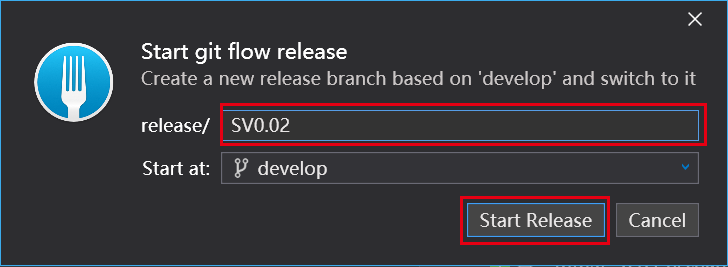 Start git flow release
Create a new release branch based on 'develop' and switch to it
release/ SV0.02
Start at: develop
Start Release Cancel